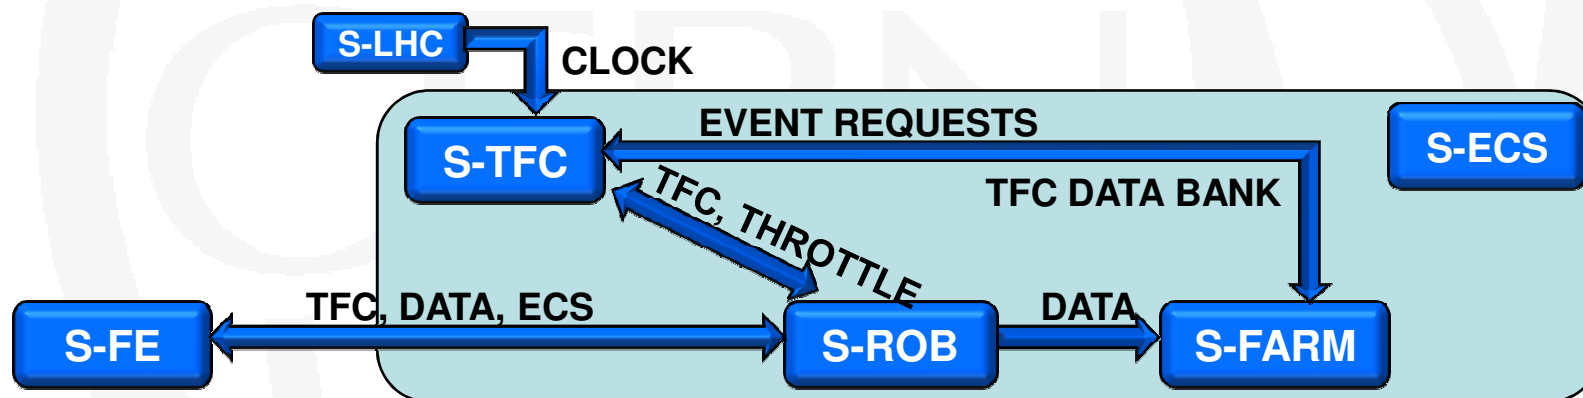 S-LHC
CLOCK
EVENT REQUESTS
S-TFC
S-ECS
TFC DATA BANK
TFC, THROTTLE
TFC, DATA, ECS
DATA
S-FE
S-ROB
S-FARM